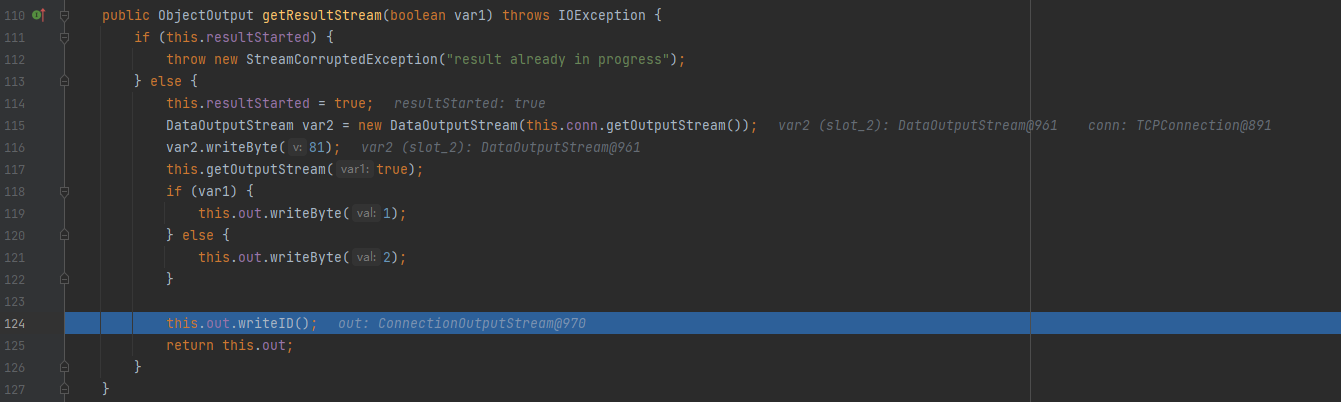 110 public ObjectOutput getResultStream(boolean var1) throws IOException {
111 if (this.resultStarted) {
112 throw new StreamCorruptedException("result already in progress");
113 } else {
114 this.resultStarted = true; resultStarted: true
115 DataOutputStream var2 = new DataOutputStream(this.conn.getOutputStream()); var2 (slot_2): DataOutputStream@961 conn: TCPConnection@891
116 var2.writeByte( v: 81); var2 (slot_2): DataOutputStream@961
117 this.getOutputStream( var1: true);
118 if (var1) {
119 this.out.writeByte( val: 1);
120 } else {
121 this.out.writeByte( val: 2);
122 }
123
124 this.out.writeID(); out: ConnectionOutputStream@970
125 return this.out;
126 }
127 }